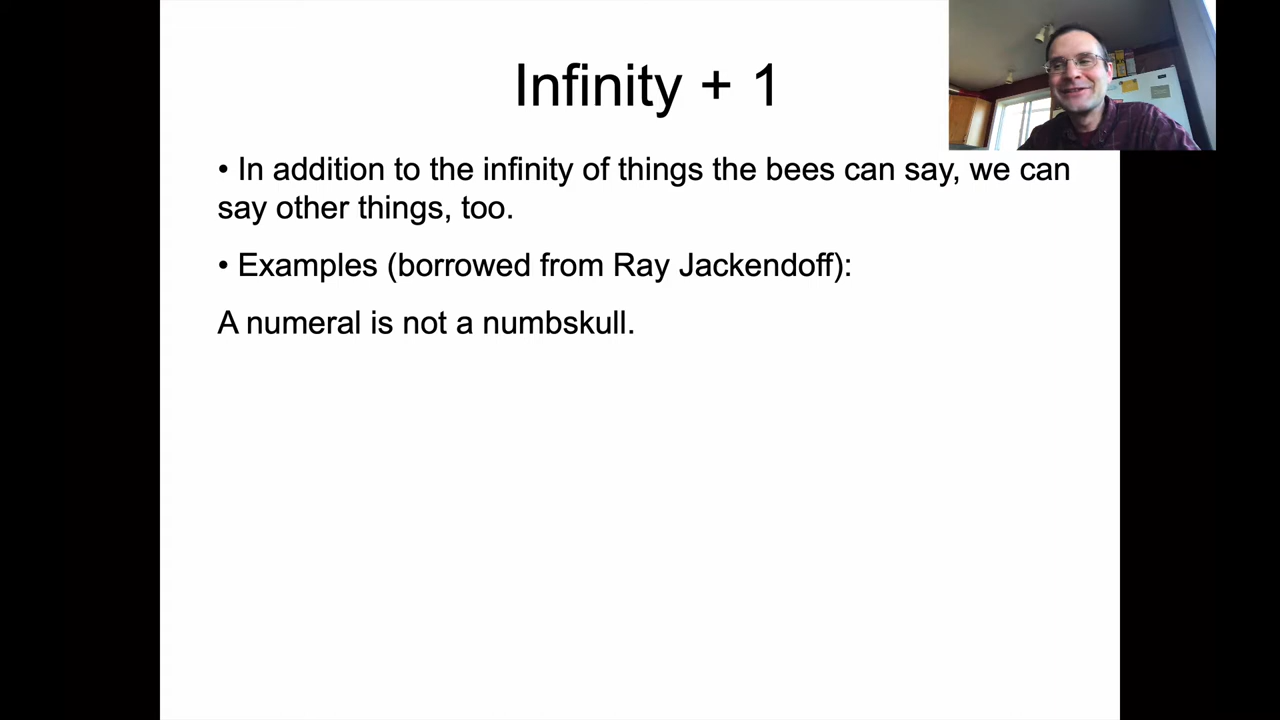 Infinity + 1
• In addition to the infinity of things the bees can say, we can
say other things, too.
• Examples (borrowed from Ray Jackendoff):
A numeral is not a numbskull.